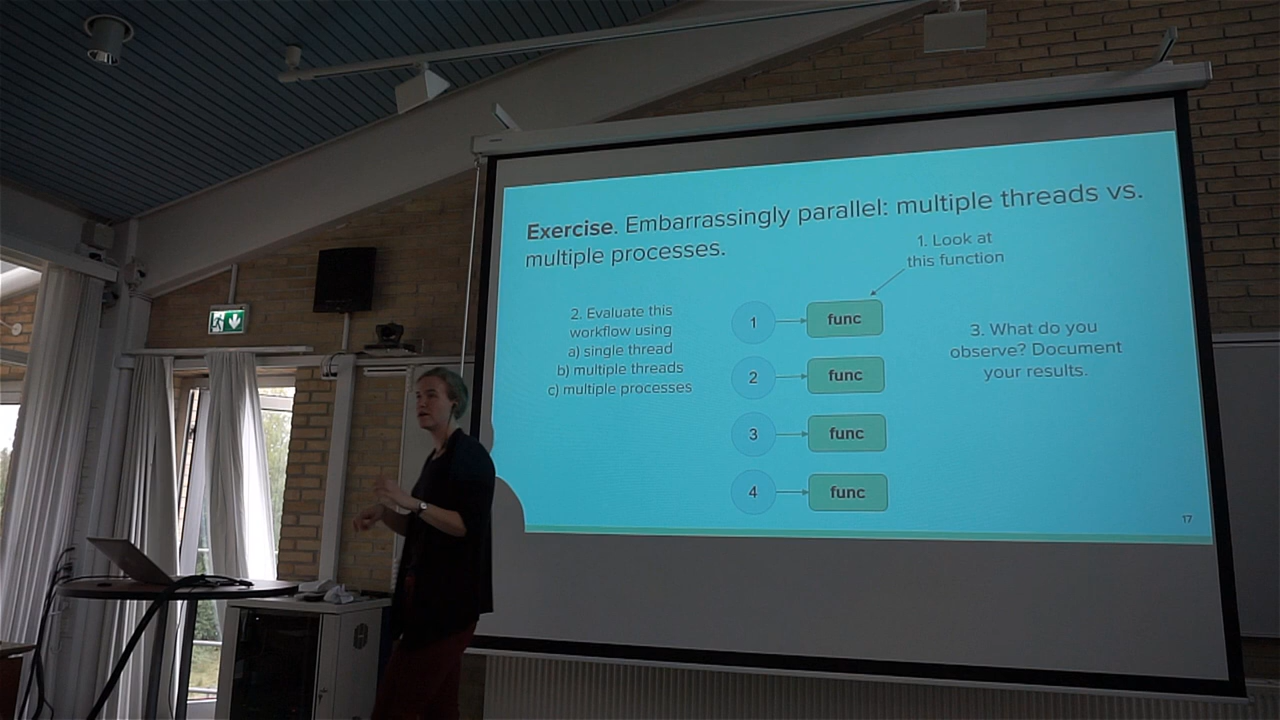 Exercise. Embarrassingly parallel: multiple threads vs.
multiple processes.
1. Look at
this function
2. Evaluate this
workflow using
a) single thread
b) multiple threads
c) multiple processes
1
func
2
func
3
func
4
func
3. What do you
observe? Document
your results.
17